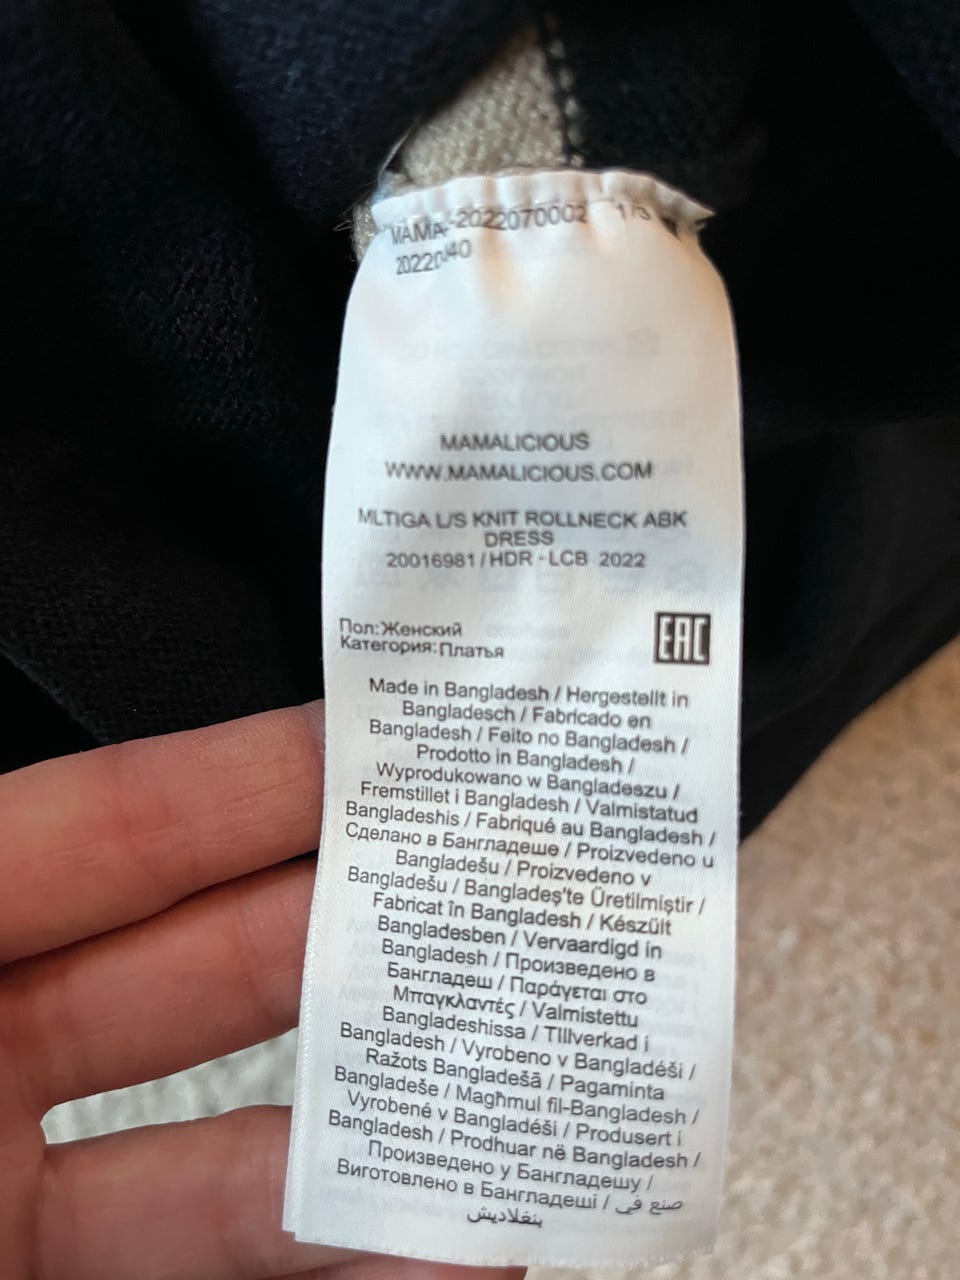 MAMA-2022070002 1/3
MAMALICIOUS
WWW.MAMALICIOUS.COM
MLTIGA L/S KNIT ROLLNECK ABK
DRESS
20016981 / HDR - LCB 2022
Пол:Женский
Категория:Платья
EAC
Made in Bangladesh / Hergestellt in
Bangladesch / Fabricado en
Bangladesh / Feito no Bangladesh /
Prodotto in Bangladesh /
Wyprodukowano w Bangladeszu /
Fremstillet i Bangladesh / Valmistatud
Bangladeshis / Fabriqué au Bangladesh /
Сделано в Бангладеше / Proizvedeno u
Bangladešu / Proizvedeno v
Bangladešu / Bangladeş'te Üretilmiştir /
Fabricat în Bangladesh / Készült
Bangladesben / Vervaardigd in
Bangladesh / Произведено в
Бангладеш / Παράγεται στο
Μπαγκλαντές / Valmistettu
Bangladeshissa / TIllverkad i
Bangladesh / Vyrobeno v Bangladéši /
Ražots Bangladešā / Pagaminta
Bangladeše / Magħmul fil-Bangladesh /
Vyrobené v Bangladéši / Produsert i
Bangladesh / Prodhuar në Bangladesh /
Произведено у Бангладешу /
Виготовлено в Бангладеші / صنع في
بنغلاديش